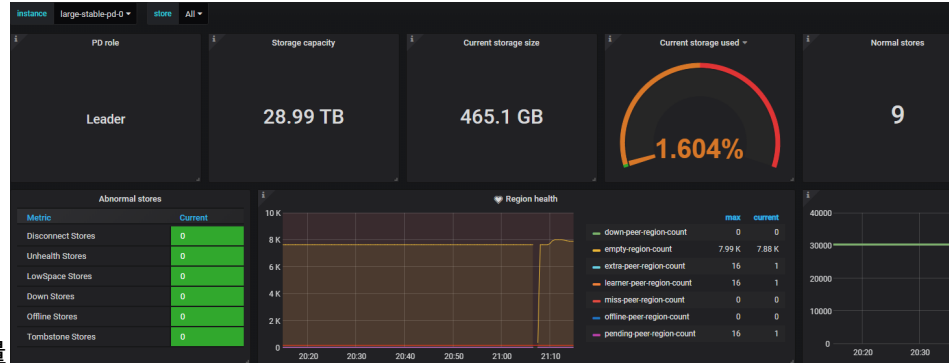 instance large-stable-pd-0 store All
PD role
Storage capacity
Current storage size
Current storage used
Normal stores
Leader
28.99 TB
465.1 GB
1.604%
9
Abnormal stores
Metric Current
Disconnect Stores 0
Unhealth Stores 0
LowSpace Stores 0
Down Stores 0
Offline Stores 0
Tombstone Stores 0
Region health
10 K
8 K
6 K
4 K
2 K
0
20:20 20:30 20:40 20:50 21:00 21:10
max current
down-peer-region-count 0 0
empty-region-count 7.99 K 7.88 K
extra-peer-region-count 16 1
learner-peer-region-count 16 1
miss-peer-region-count 0 0
offline-peer-region-count 0 0
pending-peer-region-count 16 1
40000
30000
20000
10000
0
20:20 20:30